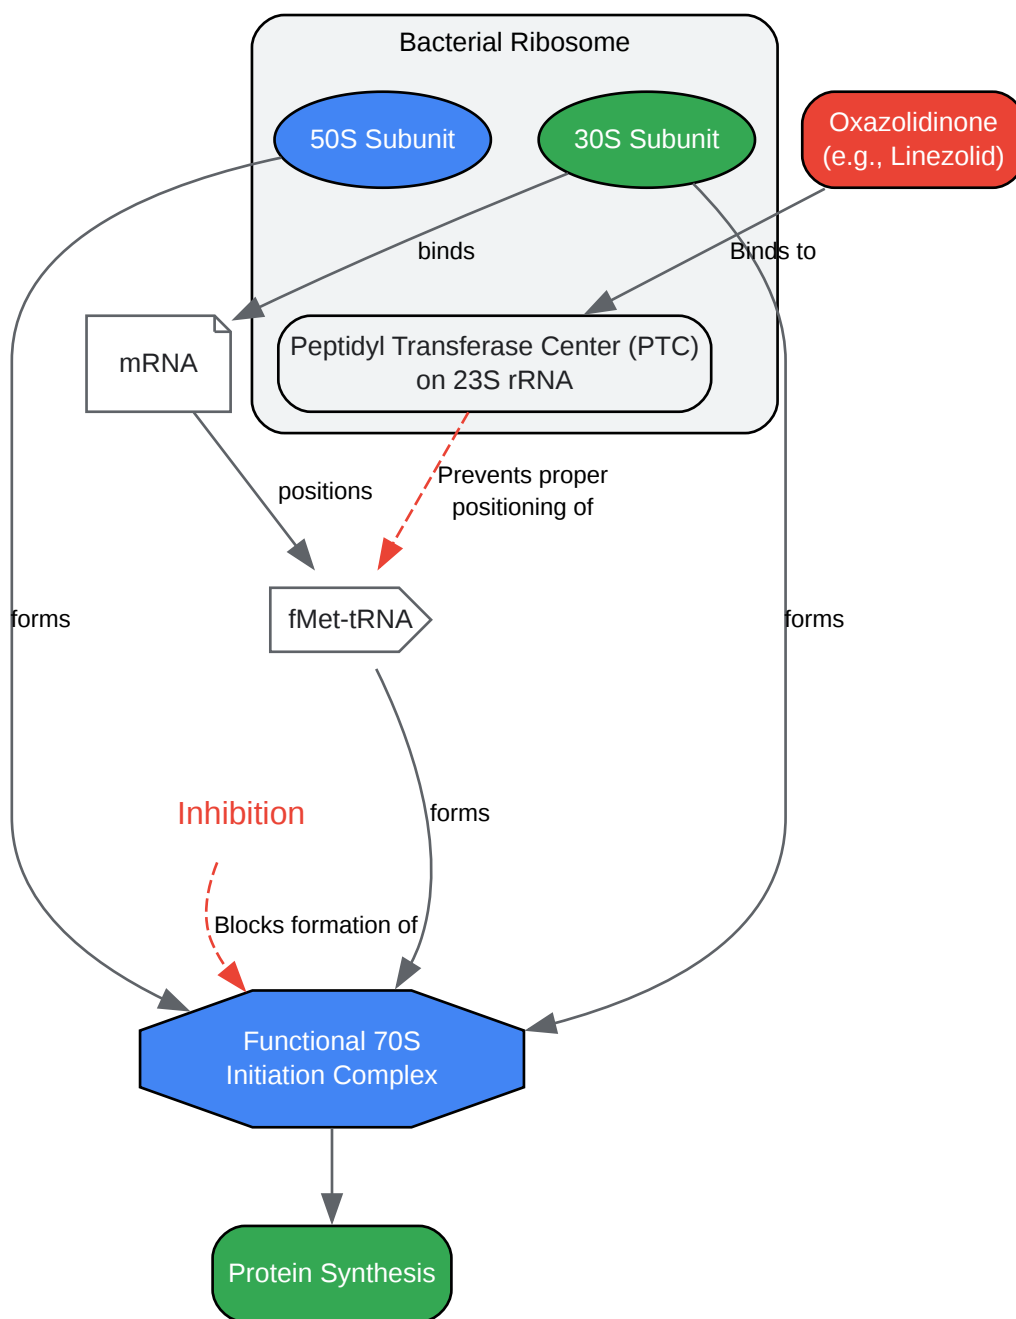 Bacterial Ribosome
50S Subunit
30S Subunit
Oxazolidinone
(e.g., Linezolid)
binds
Binds to
mRNA
Peptidyl Transferase Center (PTC)
on 23S rRNA
positions
Prevents proper
positioning of
forms
fMet-tRNA
forms
Inhibition
forms
Blocks formation of
Functional 70S
Initiation Complex
Protein Synthesis